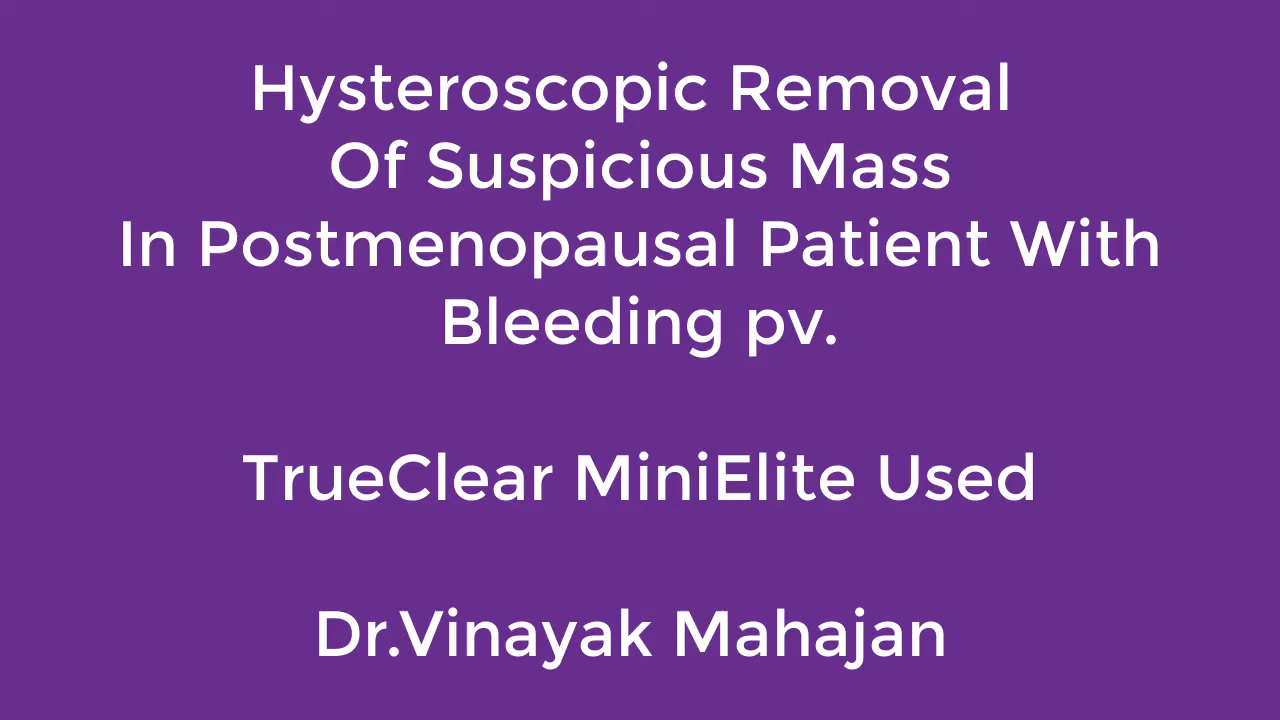 Hysteroscopic Removal
Of Suspicious Mass
In Postmenopausal Patient With
Bleeding pv.
TrueClear MiniElite Used
Dr.Vinayak Mahajan